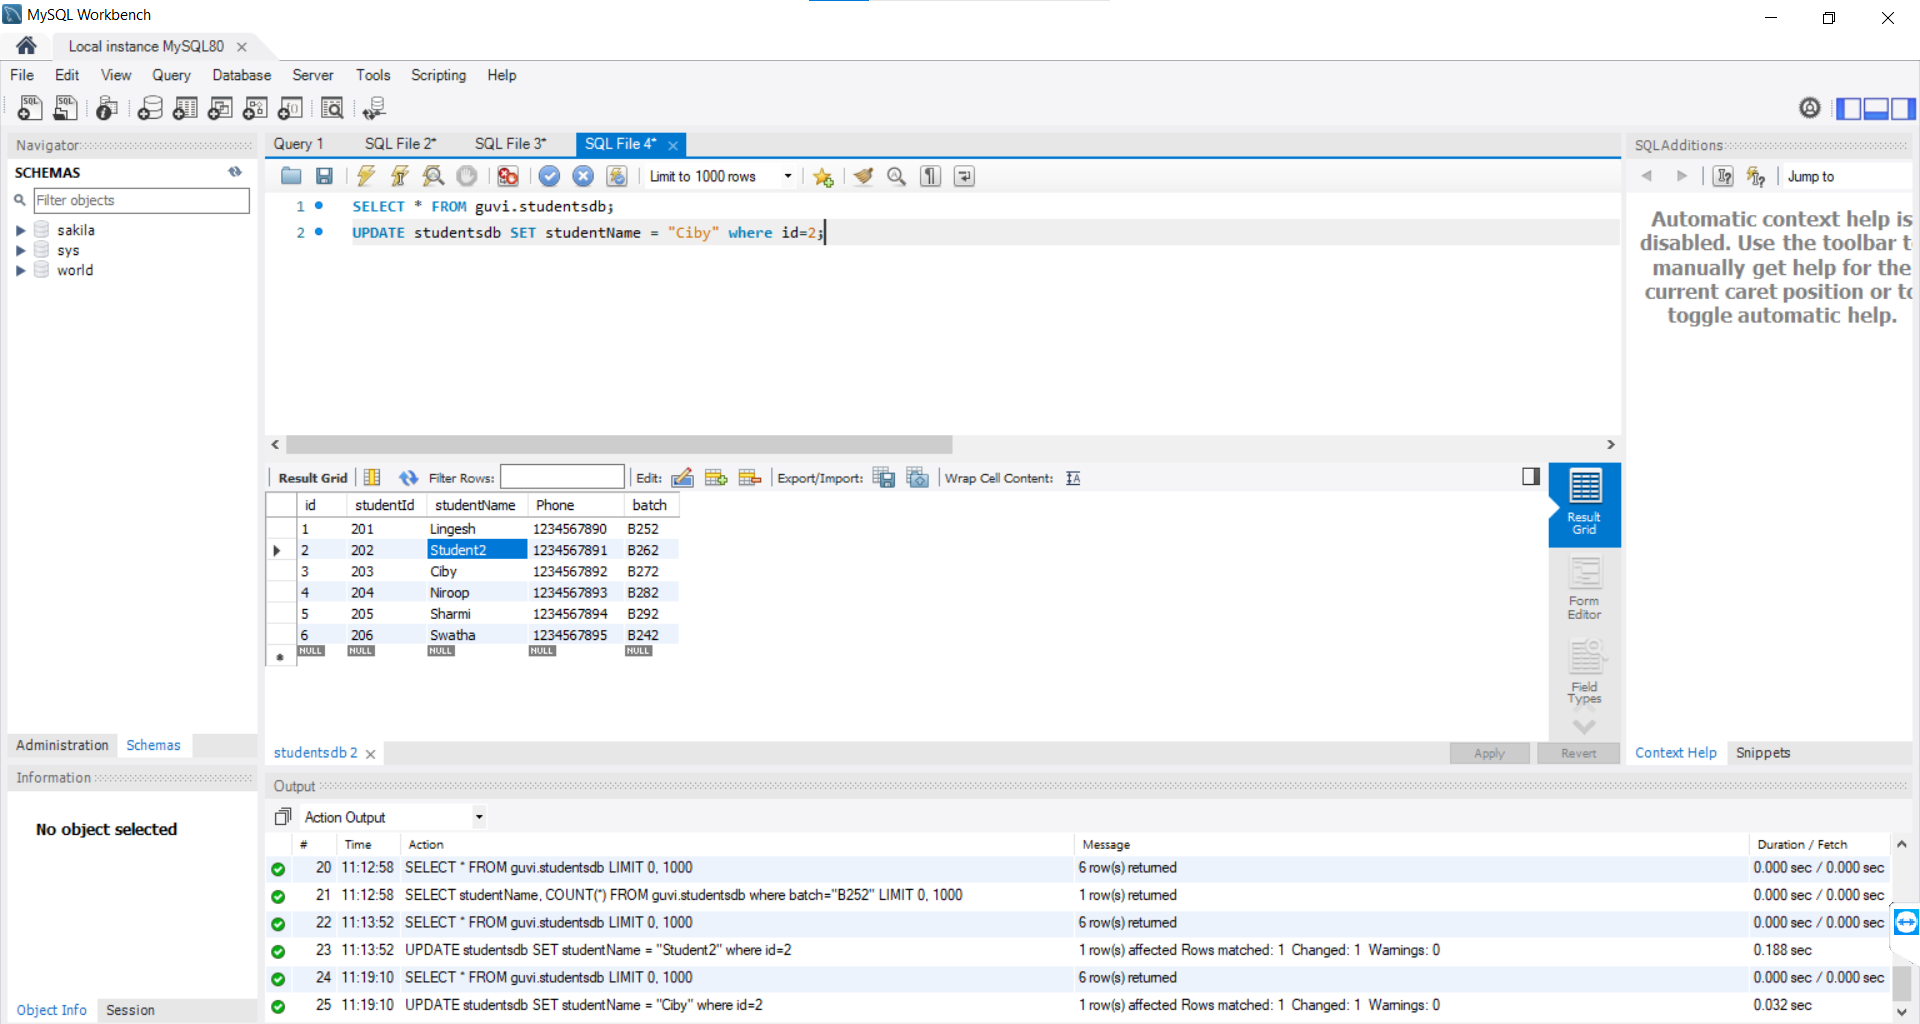 MySQL Workbench
Local instance MySQL80
File Edit View Query Database Server Tools Scripting Help
Navigator
SCHEMAS
Filter objects
sakila
sys
world
Administration Schemas
Information
No object selected
Object Info Session
Query 1 SQL File 2* SQL File 3* SQL File 4*
Limit to 1000 rows
1 SELECT * FROM guvi.studentsdb;
2 UPDATE studentsdb SET studentName = "Ciby" where id=2;
Result Grid Filter Rows: Edit: Export/Import: Wrap Cell Content:
id studentId studentName Phone batch
1 201 Lingesh 1234567890 B252
2 202 Student2 1234567891 B262
3 203 Ciby 1234567892 B272
4 204 Niroop 1234567893 B282
5 205 Sharmi 1234567894 B292
6 206 Swatha 1234567895 B242
NULL NULL NULL NULL NULL
Result
Grid
Form
Editor
Field
Types
studentsdb 2
Apply Revert
SQLAdditions
Jump to
Automatic context help is
disabled. Use the toolbar t
manually get help for the
current caret position or to
toggle automatic help.
Context Help Snippets
Output
Action Output
# Time Action Message Duration / Fetch
20 11:12:58 SELECT * FROM guvi.studentsdb LIMIT 0, 1000 6 row(s) returned 0.000 sec / 0.000 sec
21 11:12:58 SELECT studentName, COUNT(*) FROM guvi.studentsdb where batch="B252" LIMIT 0, 1000 1 row(s) returned 0.000 sec / 0.000 sec
22 11:13:52 SELECT * FROM guvi.studentsdb LIMIT 0, 1000 6 row(s) returned 0.000 sec / 0.000 sec
23 11:13:52 UPDATE studentsdb SET studentName = "Student2" where id=2 1 row(s) affected Rows matched: 1 Changed: 1 Warnings: 0 0.188 sec
24 11:19:10 SELECT * FROM guvi.studentsdb LIMIT 0, 1000 6 row(s) returned 0.000 sec / 0.000 sec
25 11:19:10 UPDATE studentsdb SET studentName = "Ciby" where id=2 1 row(s) affected Rows matched: 1 Changed: 1 Warnings: 0 0.032 sec